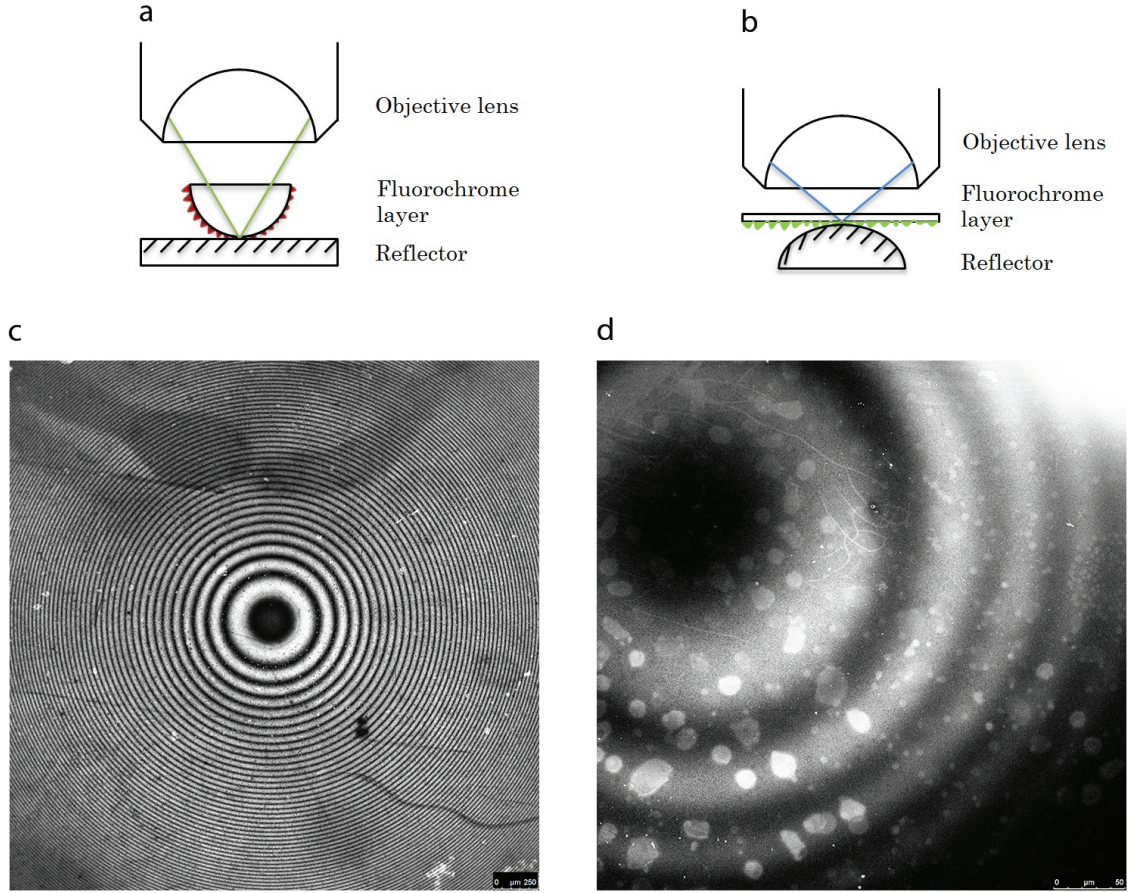 a
Objective lens
Fluorochrome
layer
Reflector
b
Objective lens
Fluorochrome
layer
Reflector
c
0 µm 250
d
0 µm 50